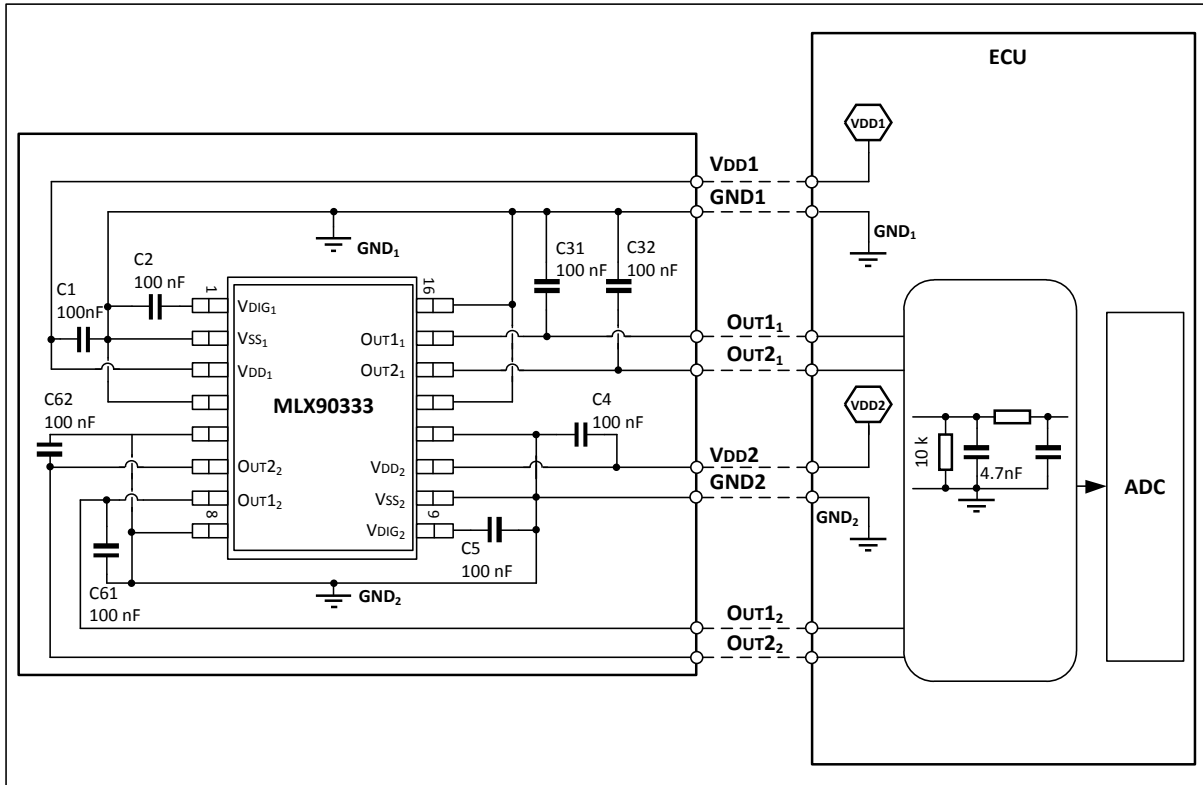 ECU
VDD1
VDD1
GND1
GND₁
GND₁
C31
100 nF
C32
100 nF
C2
100 nF
C1
100nF
1
16
VDIG₁
VSS₁
VDD₁
OUT1₁
OUT2₁
OUT1₁
OUT2₁
MLX90333
C62
100 nF
C4
100 nF
VDD2
OUT2₂
OUT1₂
8
VDD₂
VSS₂
9
VDIG₂
VDD2
GND2
GND₂
10 k
4.7nF
ADC
C5
100 nF
C61
100 nF
GND₂
OUT1₂
OUT2₂